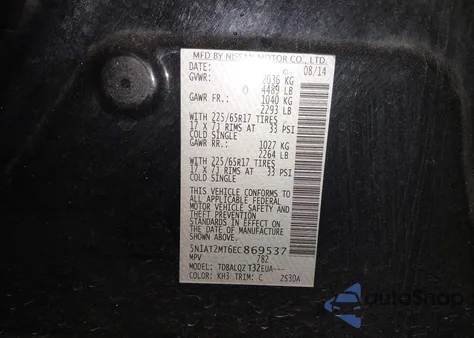 MFD BY NISSAN MOTOR CO., LTD.
DATE: 08/14
GVWR: 2036 KG
4489 LB
GAWR FR.: 1040 KG
2293 LB
WITH 225/65R17 TIRES
17 X 7J RIMS AT 33 PSI
COLD SINGLE
GAWR RR.: 1027 KG
2264 LB
WITH 225/65R17 TIRES
17 X 7J RIMS AT 33 PSI
COLD SINGLE
THIS VEHICLE CONFORMS TO
ALL APPLICABLE FEDERAL
MOTOR VEHICLE SAFETY AND
THEFT PREVENTION
STANDARDS IN EFFECT ON
THE DATE OF MANUFACTURE
SHOWN ABOVE.
5N1AT2MT6EC869537
MPV 782
MODEL: TDBALQZ T32EUA---
COLOR: KH3 TRIM: C 2530A
AutoSnap